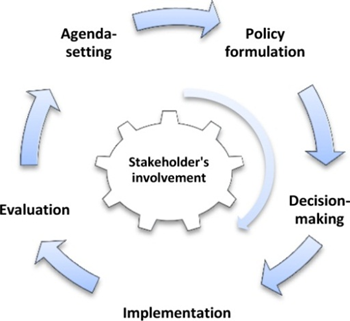 Agenda-
setting
Policy
formulation
Stakeholder's
involvement
Decision-
making
Evaluation
Implementation